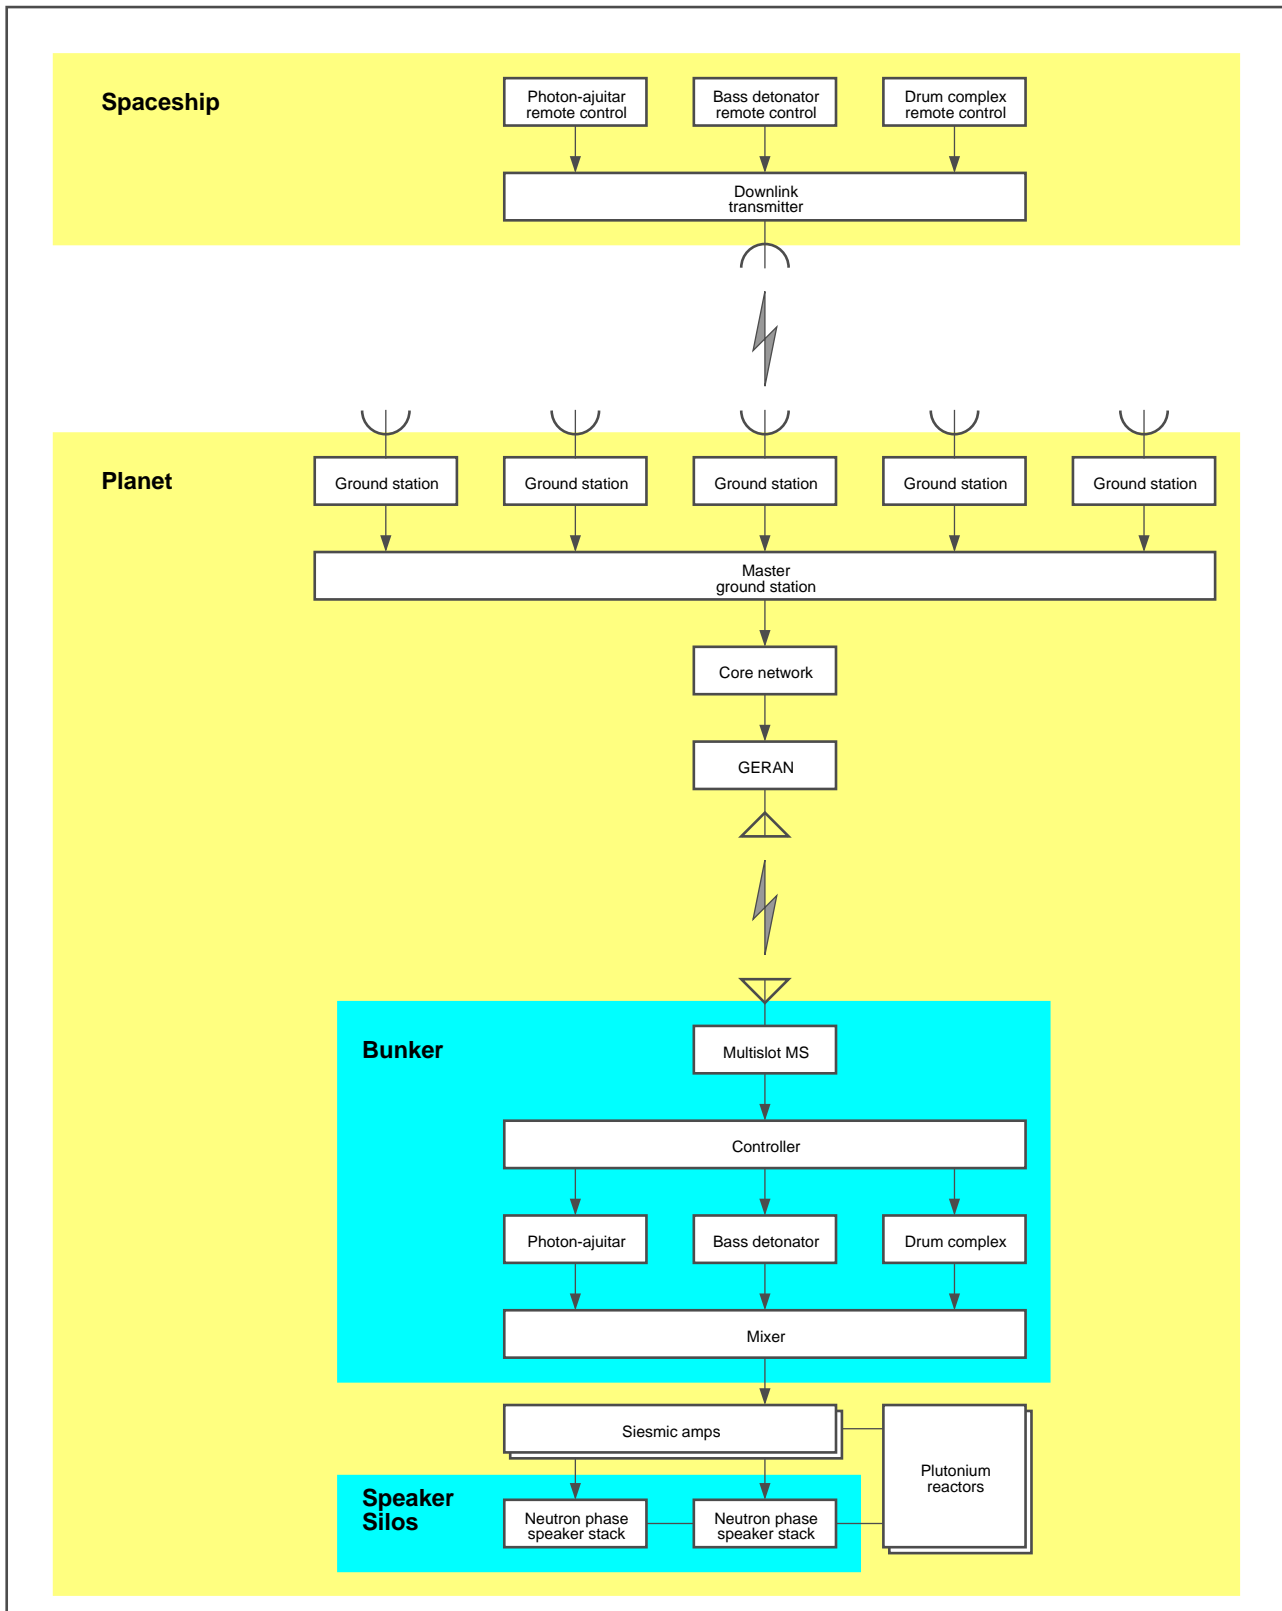 Spaceship
Photon-ajuitar
remote control
Bass detonator
remote control
Drum complex
remote control
Downlink
transmitter
Planet
Ground station
Ground station
Ground station
Ground station
Ground station
Master
ground station
Core network
GERAN
Bunker
Multislot MS
Controller
Photon-ajuitar
Bass detonator
Drum complex
Mixer
Siesmic amps
Plutonium
reactors
Speaker
Silos
Neutron phase
speaker stack
Neutron phase
speaker stack